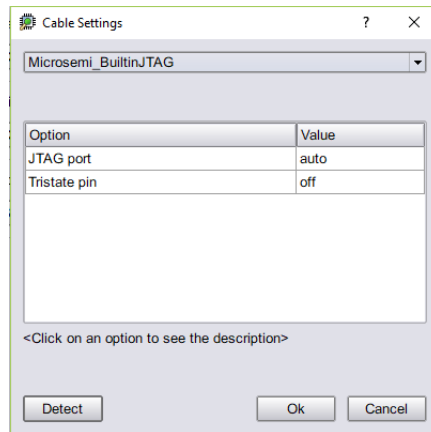 Cable Settings ? ×
Microsemi_BuiltinJTAG
Option Value
JTAG port auto
Tristate pin off
<Click on an option to see the description>
Detect Ok Cancel